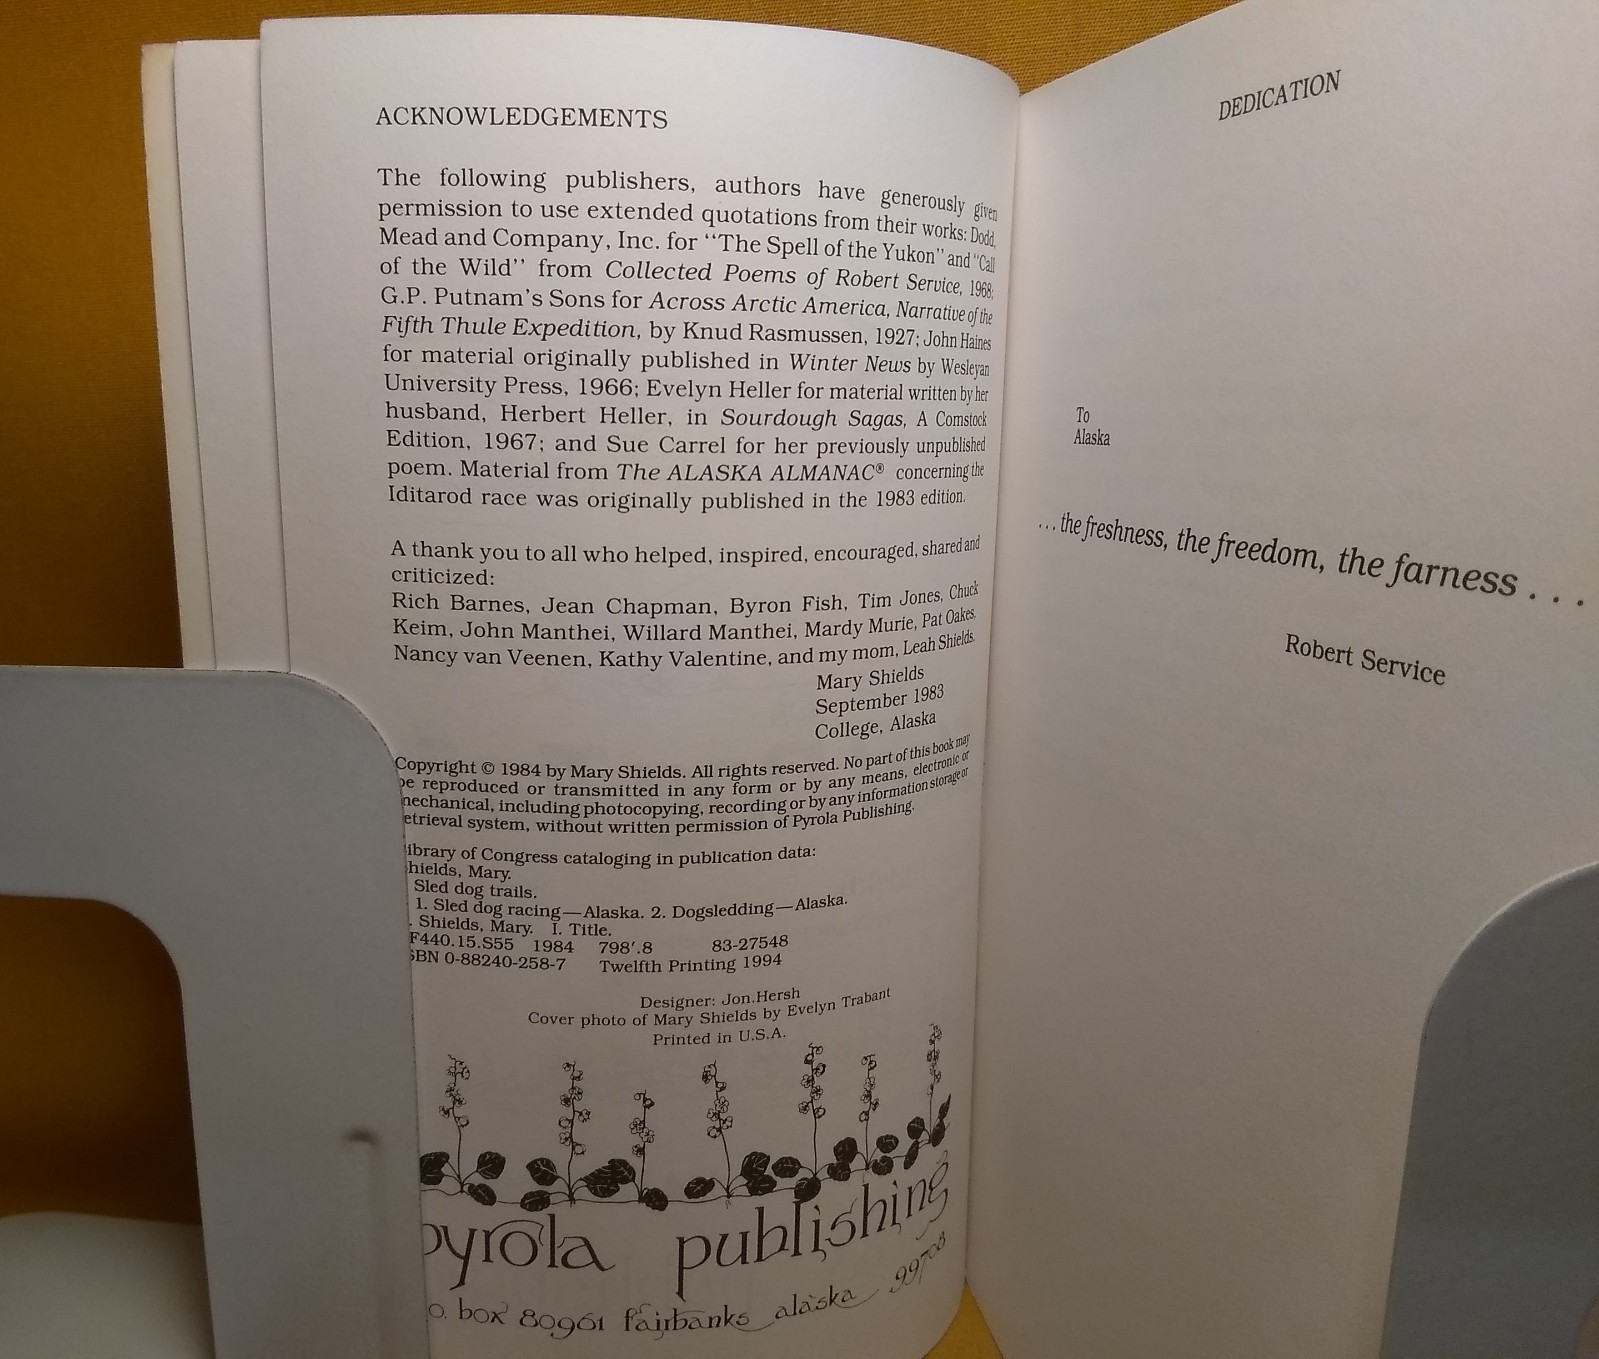 ACKNOWLEDGEMENTS
The following publishers, authors have generously given
permission to use extended quotations from their works: Dodd,
Mead and Company, Inc. for “The Spell of the Yukon” and “Call
of the Wild” from Collected Poems of Robert Service, 1968;
G.P. Putnam’s Sons for Across Arctic America, Narrative of the
Fifth Thule Expedition, by Knud Rasmussen, 1927; John Haines
for material originally published in Winter News by Wesleyan
University Press, 1966; Evelyn Heller for material written by her
husband, Herbert Heller, in Sourdough Sagas, A Comstock
Edition, 1967; and Sue Carrel for her previously unpublished
poem. Material from The ALASKA ALMANAC® concerning the
Iditarod race was originally published in the 1983 edition.
A thank you to all who helped, inspired, encouraged, shared and
criticized:
Rich Barnes, Jean Chapman, Byron Fish, Tim Jones, Chuck
Keim, John Manthei, Willard Manthei, Mardy Murie, Pat Oakes,
Nancy van Veenen, Kathy Valentine, and my mom, Leah Shields.
Mary Shields
September 1983
College, Alaska
Copyright © 1984 by Mary Shields. All rights reserved. No part of this book may
be reproduced or transmitted in any form or by any means, electronic or
mechanical, including photocopying, recording or by any information storage or
etrieval system, without written permission of Pyrola Publishing.
ibrary of Congress cataloging in publication data:
hields, Mary.
Sled dog trails.
1. Sled dog racing—Alaska. 2. Dogsledding—Alaska.
. Shields, Mary. I. Title.
F440.15.S55 1984 798′.8 83-27548
SBN 0-88240-258-7 Twelfth Printing 1994
Designer: Jon.Hersh
Cover photo of Mary Shields by Evelyn Trabant
Printed in U.S.A.
pyrola publishing
o. box 80961 fairbanks alaska 99708
DEDICATION
To
Alaska
. . . the freshness, the freedom, the farness . . .
Robert Service